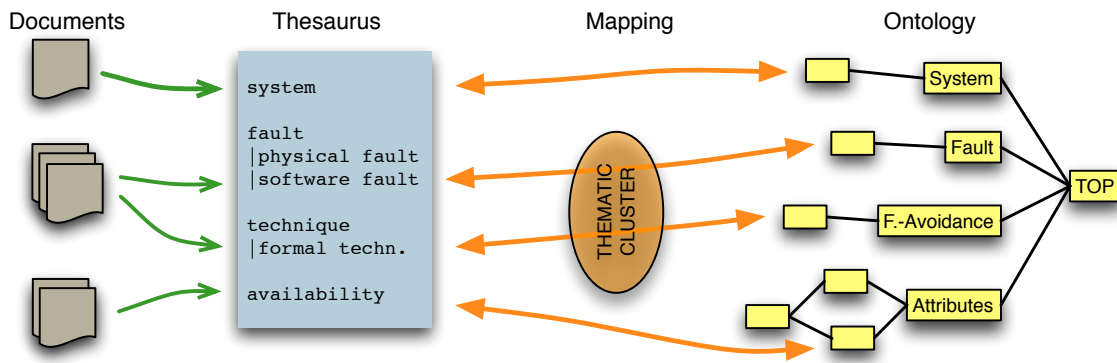 Documents
Thesaurus
Mapping
Ontology
system
fault
|physical fault
|software fault
technique
|formal techn.
availability
THEMATIC
CLUSTER
System
Fault
F.-Avoidance
Attributes
TOP